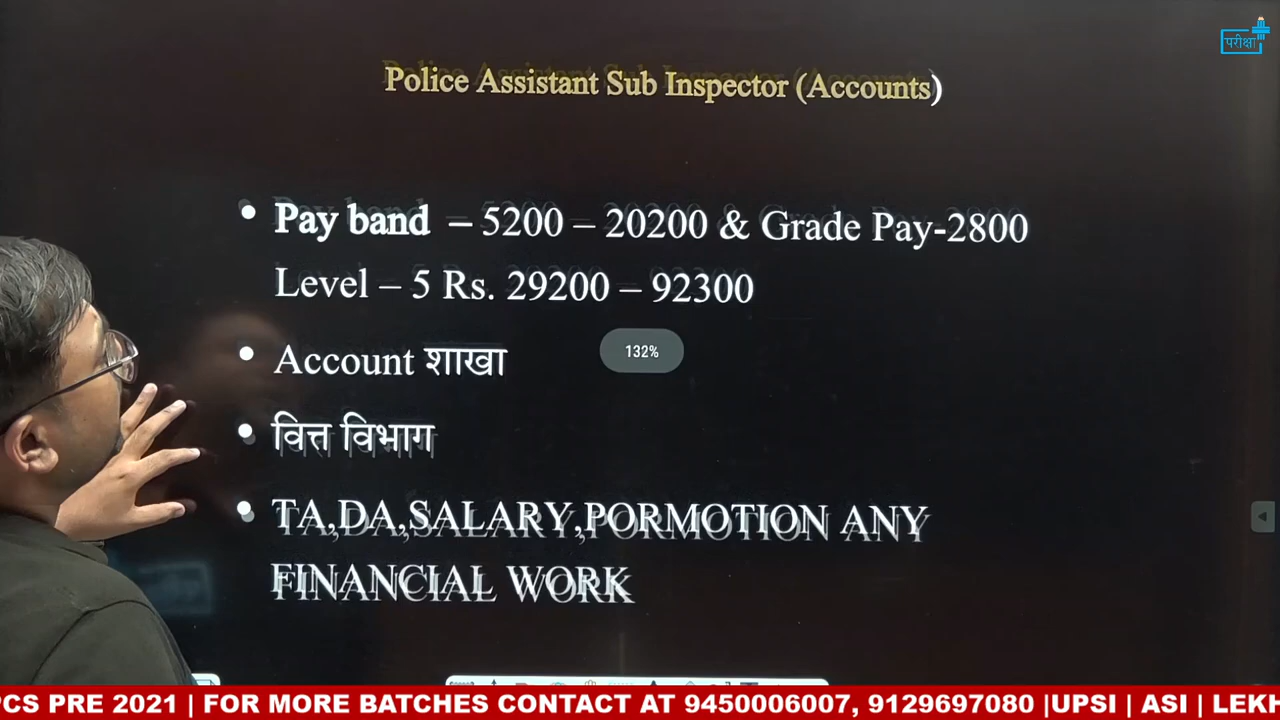 परीक्षा
Police Assistant Sub Inspector (Accounts)
• Pay band – 5200 – 20200 & Grade Pay-2800
Level – 5 Rs. 29200 – 92300
132%
• Account शाखा
• वित्त विभाग
• TA,DA,SALARY,PORMOTION ANY
FINANCIAL WORK
PCS PRE 2021 | FOR MORE BATCHES CONTACT AT 9450006007, 9129697080 |UPSI | ASI | LEKH